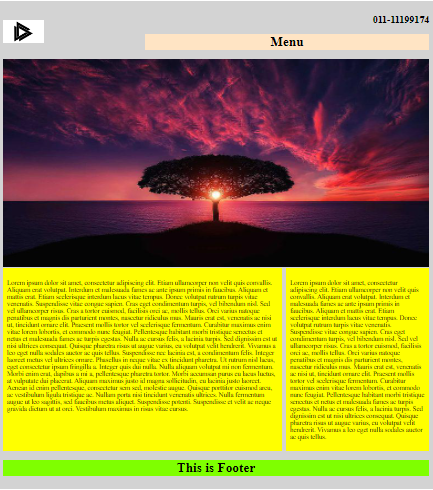 011-11199174
Menu
Lorem ipsum dolor sit amet, consectetur adipiscing elit. Etiam ullamcorper non velit quis convallis.
Aliquam erat volutpat. Interdum et malesuada fames ac ante ipsum primis in faucibus. Aliquam et
mattis erat. Etiam scelerisque interdum lacus vitae tempus. Donec volutpat rutrum turpis vitae
venenatis. Suspendisse vitae congue sapien. Cras eget condimentum turpis, vel bibendum nisl. Sed
vel ullamcorper risus. Cras a tortor euismod, facilisis orci ac, mollis tellus. Orci varius natoque
penatibus et magnis dis parturient montes, nascetur ridiculus mus. Mauris erat est, venenatis ac nisi
ut, tincidunt ornare elit. Praesent mollis tortor vel scelerisque fermentum. Curabitur maximus enim
vitae lorem lobortis, et commodo nunc feugiat. Pellentesque habitant morbi tristique senectus et
netus et malesuada fames ac turpis egestas. Nulla ac cursus felis, a lacinia turpis. Sed dignissim est ut
nisi ultrices consequat. Quisque pharetra risus ut augue varius, eu volutpat velit hendrerit. Vivamus a
leo eget nulla sodales auctor ac quis tellus. Suspendisse nec lacinia est, a condimentum felis. Integer
laoreet metus vel ultrices ornare. Phasellus in neque vitae ex tincidunt pharetra. Ut rutrum nisl lacus,
eget consectetur ipsum fringilla a. Integer quis dui nulla. Nulla aliquam volutpat mi non fermentum.
Morbi enim erat, dapibus a mi a, pellentesque pharetra tortor. Morbi accumsan purus eu lacus luctus,
at vulputate dui placerat. Aliquam maximus justo id magna sollicitudin, eu lacinia justo laoreet.
Aenean id enim pellentesque, consectetur sem sed, molestie augue. Quisque porttitor euismod arcu,
ac vestibulum ligula tristique ac. Nullam porta nisi tincidunt venenatis ultrices. Nulla fermentum
augue ut leo sagittis, sed faucibus metus aliquet. Suspendisse potenti. Suspendisse et velit ac neque
gravida dictum ut at orci. Vestibulum maximus in risus vitae cursus.
Lorem ipsum dolor sit amet, consectetur
adipiscing elit. Etiam ullamcorper non velit quis
convallis. Aliquam erat volutpat. Interdum et
malesuada fames ac ante ipsum primis in
faucibus. Aliquam et mattis erat. Etiam
scelerisque interdum lacus vitae tempus. Donec
volutpat rutrum turpis vitae venenatis.
Suspendisse vitae congue sapien. Cras eget
condimentum turpis, vel bibendum nisl. Sed vel
ullamcorper risus. Cras a tortor euismod, facilisis
orci ac, mollis tellus. Orci varius natoque
penatibus et magnis dis parturient montes,
nascetur ridiculus mus. Mauris erat est, venenatis
ac nisi ut, tincidunt ornare elit. Praesent mollis
tortor vel scelerisque fermentum. Curabitur
maximus enim vitae lorem lobortis, et commodo
nunc feugiat. Pellentesque habitant morbi tristique
senectus et netus et malesuada fames ac turpis
egestas. Nulla ac cursus felis, a lacinia turpis. Sed
dignissim est ut nisi ultrices consequat. Quisque
pharetra risus ut augue varius, eu volutpat velit
hendrerit. Vivamus a leo eget nulla sodales auctor
ac quis tellus.
This is Footer